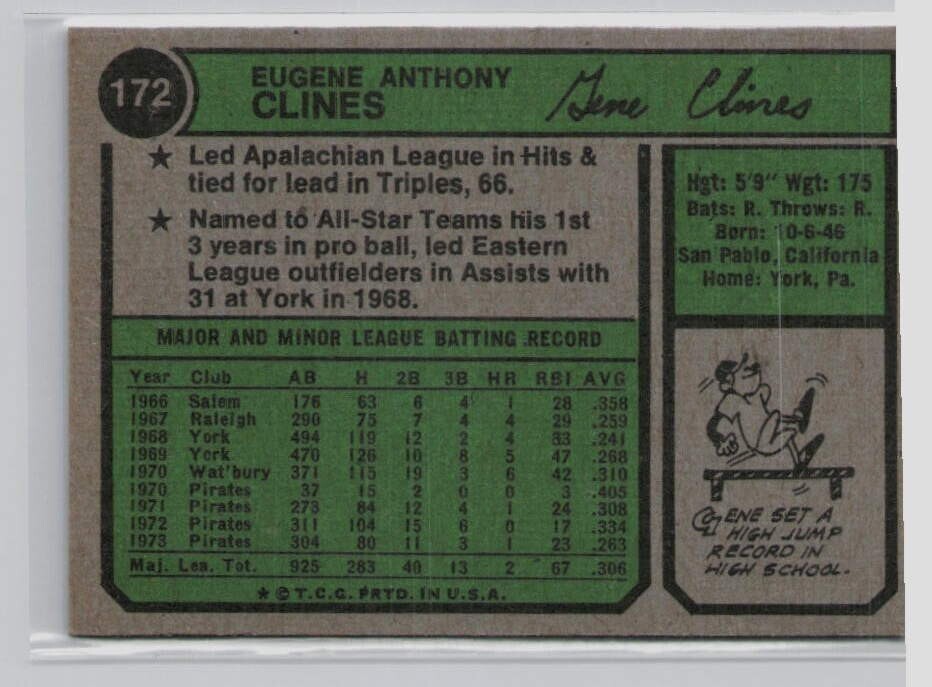 172
EUGENE ANTHONY
CLINES
Gene Clines
★ Led Apalachian League in Hits &
tied for lead in Triples, 66.
★ Named to All-Star Teams his 1st
3 years in pro ball, led Eastern
League outfielders in Assists with
31 at York in 1968.
Hgt: 5'9" Wgt: 175
Bats: R. Throws: R.
Born: 10-6-46
San Pablo, California
Home: York, Pa.
MAJOR AND MINOR LEAGUE BATTING RECORD
Year Club AB H 2B 3B HR RBI AVG
1966 Salem 176 63 6 4 1 28 .358
1967 Raleigh 290 75 7 4 4 29 .259
1968 York 494 119 12 2 4 33 .241
1969 York 470 126 10 8 5 47 .268
1970 Wat'bury 371 115 19 3 6 42 .310
1970 Pirates 37 15 2 0 0 3 .405
1971 Pirates 273 84 12 4 1 24 .308
1972 Pirates 311 104 15 6 0 17 .334
1973 Pirates 304 80 11 3 1 23 .263
Maj. Lea. Tot. 925 283 40 13 2 67 .306
★ © T.C.G. PRTD. IN U.S.A.
GENE SET A
HIGH JUMP
RECORD IN
HIGH SCHOOL.